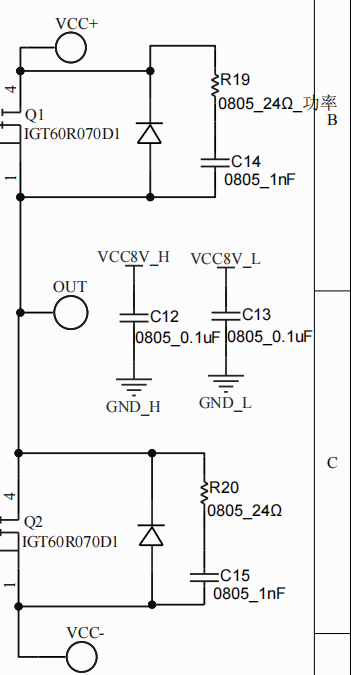 VCC+
4
R19
0805_24Ω_功率
B
Q1
IGT60R070D1
C14
0805_1nF
1
VCC8V_H
VCC8V_L
OUT
C12
0805_0.1uF
C13
0805_0.1uF
GND_H
GND_L
C
R20
0805_24Ω
4
Q2
IGT60R070D1
C15
0805_1nF
1
VCC-